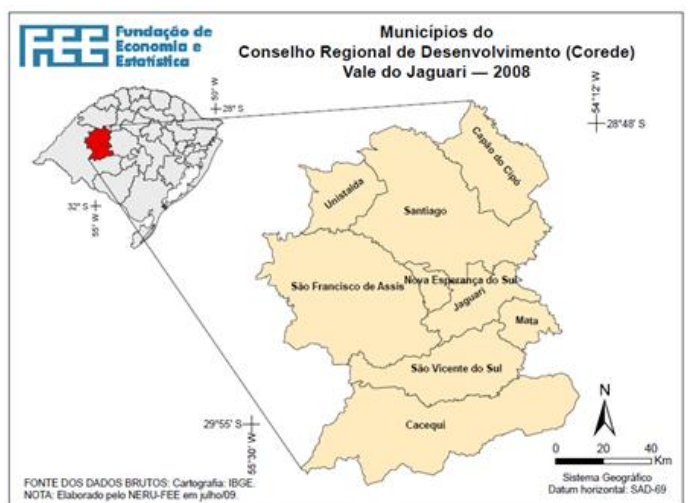 FEE
Fundação de
Economia e
Estatística
Municípios do
Conselho Regional de Desenvolvimento (Corede)
Vale do Jaguari — 2008
50° W
28° S
54°12' W
28°48' S
Capão do Cipó
Unistalda
Santiago
32° S
55° W
Nova Esperança do Sul
São Francisco de Assis
Jaguari
Mata
São Vicente do Sul
29°55' S
Cacequi
55°30' W
N
0 20 40
Km
Sistema Geográfico
Datum horizontal: SAD-69
FONTE DOS DADOS BRUTOS: Cartografia: IBGE.
NOTA: Elaborado pelo NERU-FEE em julho/09.